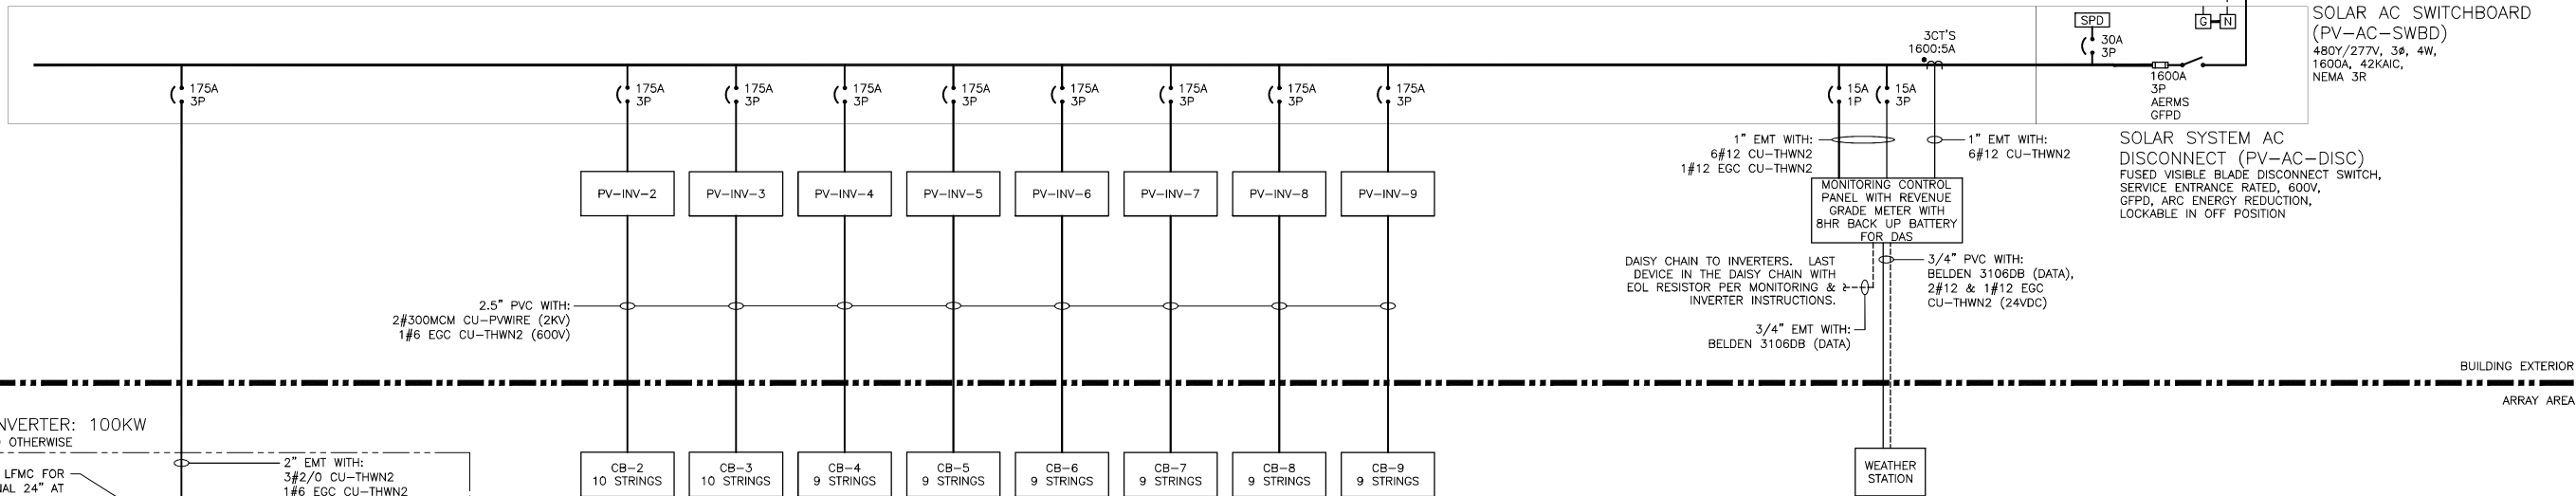 SPD
G
N
SOLAR AC SWITCHBOARD
(PV-AC-SWBD)
480Y/277V, 3ø, 4W,
1600A, 42KAIC,
NEMA 3R
30A
3P
3CT'S
1600:5A
1600A
3P
AERMS
GFPD
175A
3P
175A
3P
175A
3P
175A
3P
175A
3P
175A
3P
175A
3P
175A
3P
175A
3P
15A
1P
15A
3P
1" EMT WITH:
6#12 CU-THWN2
1#12 EGC CU-THWN2
1" EMT WITH:
6#12 CU-THWN2
SOLAR SYSTEM AC
DISCONNECT (PV-AC-DISC)
FUSED VISIBLE BLADE DISCONNECT SWITCH,
SERVICE ENTRANCE RATED, 600V,
GFPD, ARC ENERGY REDUCTION,
LOCKABLE IN OFF POSITION
PV-INV-2
PV-INV-3
PV-INV-4
PV-INV-5
PV-INV-6
PV-INV-7
PV-INV-8
PV-INV-9
MONITORING CONTROL
PANEL WITH REVENUE
GRADE METER WITH
8HR BACK UP BATTERY
FOR DAS
DAISY CHAIN TO INVERTERS. LAST
DEVICE IN THE DAISY CHAIN WITH
EOL RESISTOR PER MONITORING &
INVERTER INSTRUCTIONS.
3/4" PVC WITH:
BELDEN 3106DB (DATA),
2#12 & 1#12 EGC
CU-THWN2 (24VDC)
3/4" EMT WITH:
BELDEN 3106DB (DATA)
2.5" PVC WITH:
2#300MCM CU-PVWIRE (2KV)
1#6 EGC CU-THWN2 (600V)
BUILDING EXTERIOR
ARRAY AREA
NVERTER: 100KW
OTHERWISE
LFMC FOR
NAL 24" AT
2" EMT WITH:
3#2/0 CU-THWN2
1#6 EGC CU-THWN2
CB-2
10 STRINGS
CB-3
10 STRINGS
CB-4
9 STRINGS
CB-5
9 STRINGS
CB-6
9 STRINGS
CB-7
9 STRINGS
CB-8
9 STRINGS
CB-9
9 STRINGS
WEATHER
STATION